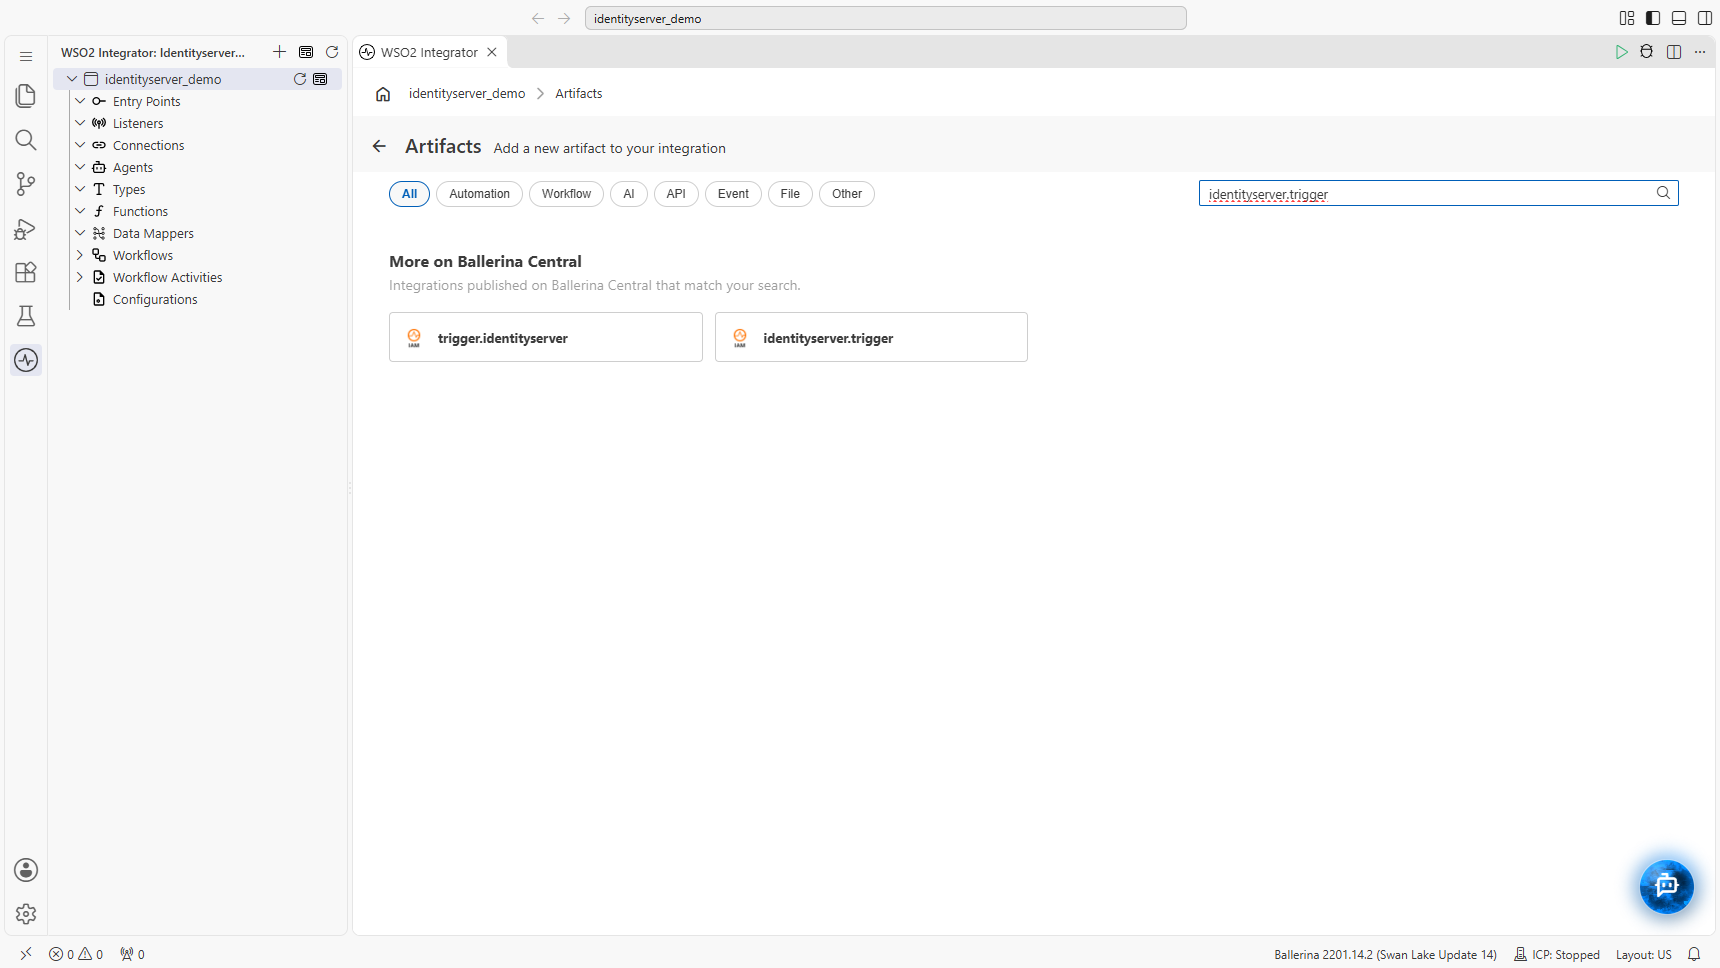 identityserver_demo
WSO2 Integrator: Identityserver...
WSO2 Integrator
identityserver_demo
Entry Points
Listeners
Connections
Agents
Types
Functions
Data Mappers
Workflows
Workflow Activities
Configurations
identityserver_demo > Artifacts
Artifacts Add a new artifact to your integration
All Automation Workflow AI API Event File Other
identityserver.trigger
More on Ballerina Central
Integrations published on Ballerina Central that match your search.
IAM trigger.identityserver
IAM identityserver.trigger
0 0 0
Ballerina 2201.14.2 (Swan Lake Update 14) ICP: Stopped Layout: US